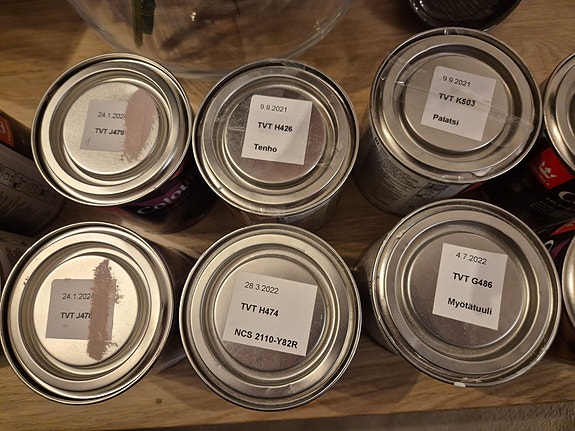 24.1.202
TVT J479
9.9.2021
TVT H426
Tenho
9.9.2021
TVT K503
Palatsi
24.1.202
TVT J478
28.3.2022
TVT H474
NCS 2110-Y82R
4.7.2022
TVT G486
Myötätuuli